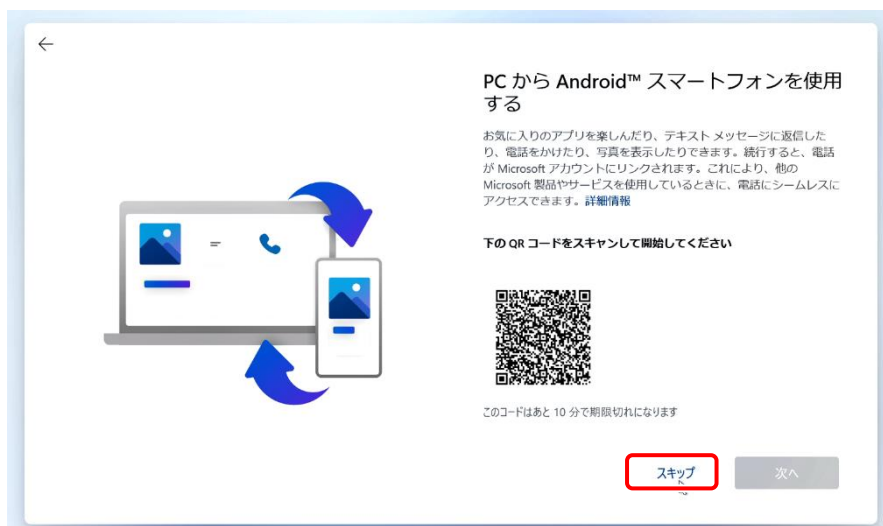 PC から Android™ スマートフォンを使用
する
お気に入りのアプリを楽しんだり、テキスト メッセージに返信した
り、電話をかけたり、写真を表示したりできます。続行すると、電話
が Microsoft アカウントにリンクされます。これにより、他の
Microsoft 製品やサービスを使用しているときに、電話にシームレスに
アクセスできます。詳細情報
下の QR コードをスキャンして開始してください
このコードはあと 10 分で期限切れになります
スキップ
次へ